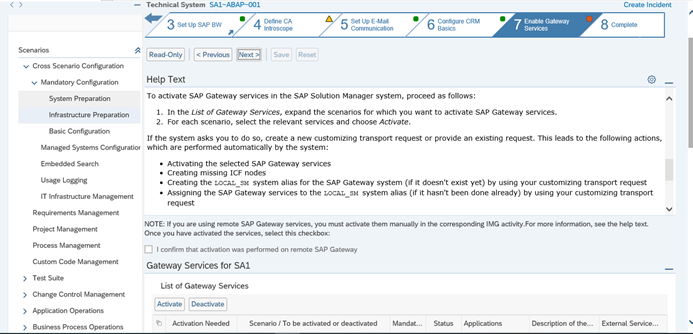 Technical System SA1~ABAP~001
Create Incident
3 Set Up SAP BW
4 Define CA
Introscope
5 Set Up E-Mail
Communication
6 Configure CRM
Basics
7 Enable Gateway
Services
8 Complete
Read-Only
< Previous
Next >
Save
Reset
Scenarios
Cross Scenario Configuration
Mandatory Configuration
System Preparation
Infrastructure Preparation
Basic Configuration
Managed Systems Configuration
Embedded Search
Usage Logging
IT Infrastructure Management
Requirements Management
Project Management
Process Management
Custom Code Management
Test Suite
Change Control Management
Application Operations
Business Process Operations
Help Text
To activate SAP Gateway services in the SAP Solution Manager system, proceed as follows:
1. In the List of Gateway Services, expand the scenarios for which you want to activate SAP Gateway services.
2. For each scenario, select the relevant services and choose Activate.
If the system asks you to do so, create a new customizing transport request or provide an existing request. This leads to the following actions,
which are performed automatically by the system:
• Activating the selected SAP Gateway services
• Creating missing ICF nodes
• Creating the LOCAL_SM system alias for the SAP Gateway system (if it doesn't exist yet) by using your customizing transport request
• Assigning the SAP Gateway services to the LOCAL_SM system alias (if it hasn't been done already) by using your customizing transport
request
NOTE: If you are using remote SAP Gateway services, you must activate them manually in the corresponding IMG activity.For more information, see the help text.
Once you have activated the services, select this checkbox:
I confirm that activation was performed on remote SAP Gateway
Gateway Services for SA1
List of Gateway Services
Activate
Deactivate
Activation Needed
Scenario / To be activated or deactivated
Mandat...
Status
Applications
Description of the...
External Service...